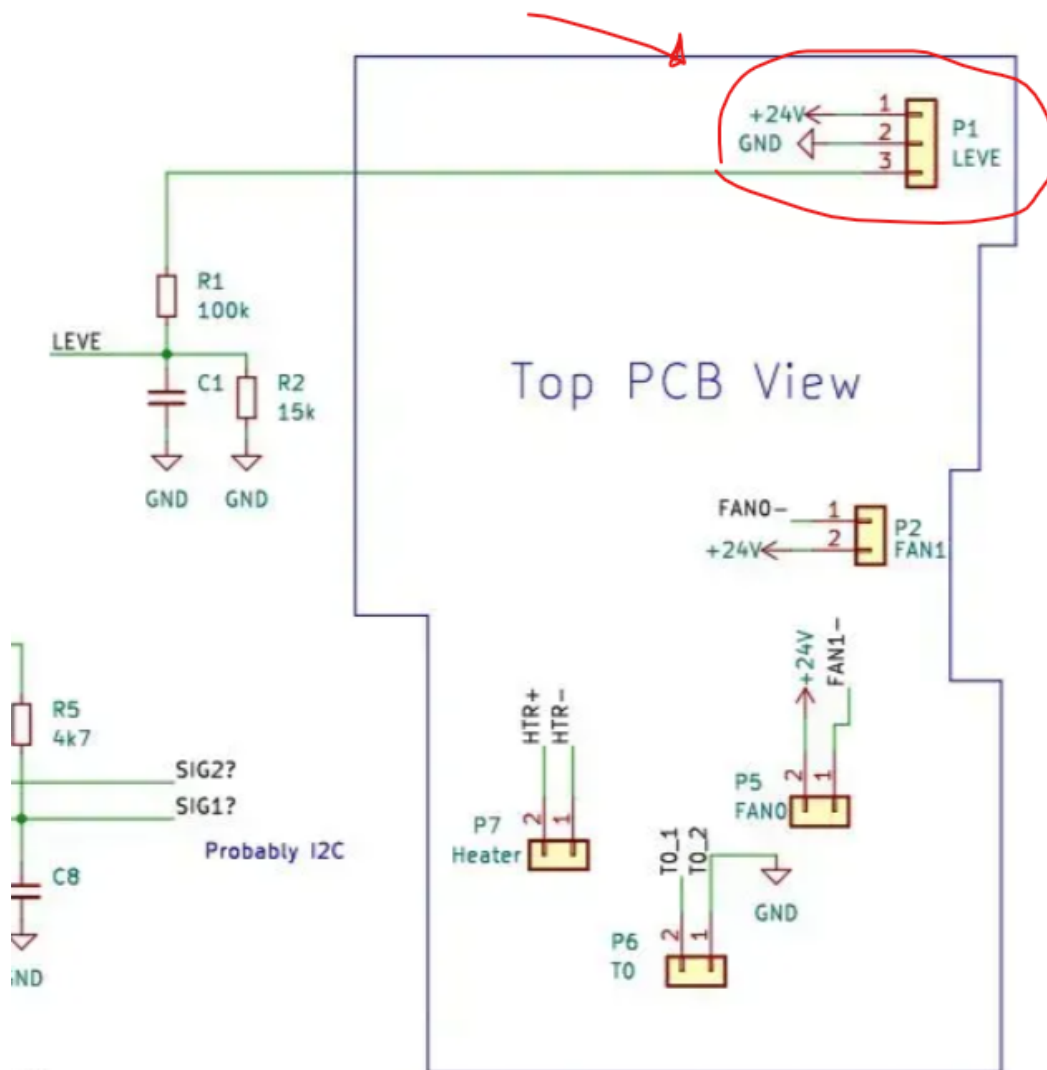 +24V
1
GND
2
3
P1
LEVE
R1
100k
LEVE
C1
R2
15k
GND
GND
Top PCB View
FAN0-
1
+24V
2
P2
FAN1
+24V
FAN1-
R5
4k7
HTR+
HTR-
SIG2?
SIG1?
2
1
P5
FAN0
Probably I2C
P7
Heater
2
1
T0_1
T0_2
C8
GND
P6
T0
2
1